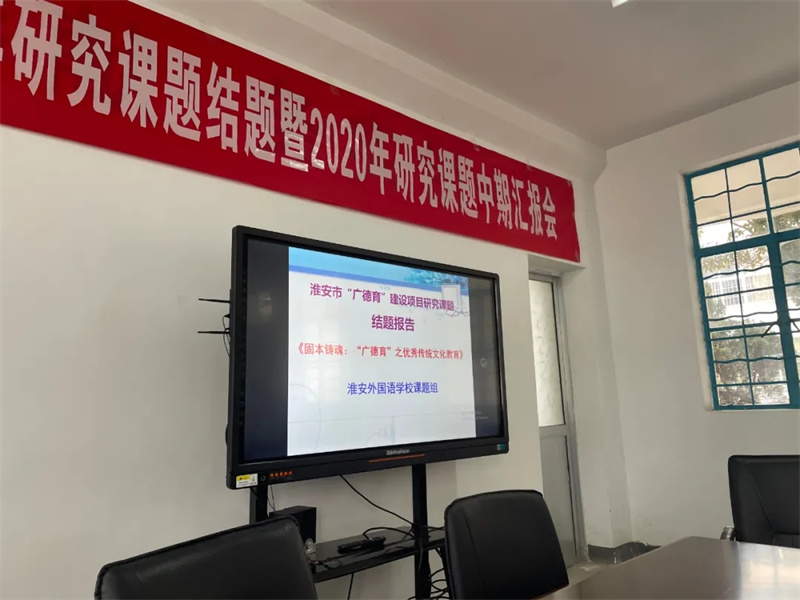 年研究课题结题暨2020年研究课题中期汇报会
淮安市“广德育”建设项目研究课题
结题报告
《固本铸魂：“广德育”之优秀传统文化教育》
淮安外国语学校课题组